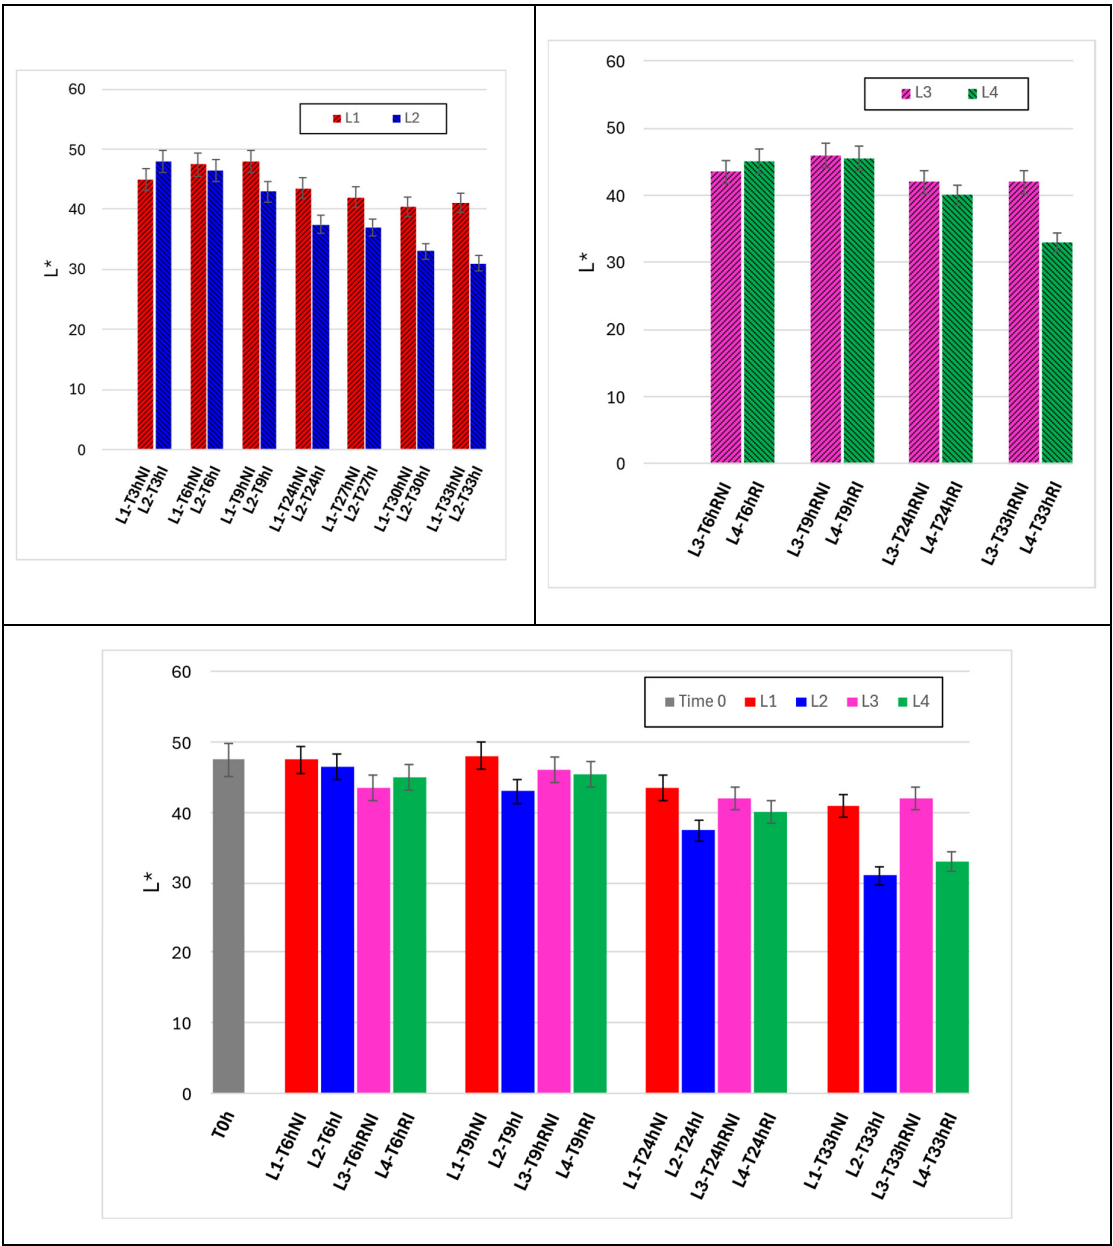 60
50
40
30
20
10
0
L*
L1 L2
L1-T3hNI
L2-T3hI
L1-T6hNI
L2-T6hI
L1-T9hNI
L2-T9hI
L1-T24hNI
L2-T24hI
L1-T27hNI
L2-T27hI
L1-T30hNI
L2-T30hI
L1-T33hNI
L2-T33hI
60
50
40
30
20
10
0
L*
L3 L4
L3-T6hRNI
L4-T6hRI
L3-T9hRNI
L4-T9hRI
L3-T24hRNI
L4-T24hRI
L3-T33hRNI
L4-T33hRI
60
50
40
30
20
10
0
L*
Time 0 L1 L2 L3 L4
T0h
L1-T6hNI
L2-T6hI
L3-T6hRNI
L4-T6hRI
L1-T9hNI
L2-T9hI
L3-T9hRNI
L4-T9hRI
L1-T24hNI
L2-T24hI
L3-T24hRNI
L4-T24hRI
L1-T33hNI
L2-T33hI
L3-T33hRNI
L4-T33hRI